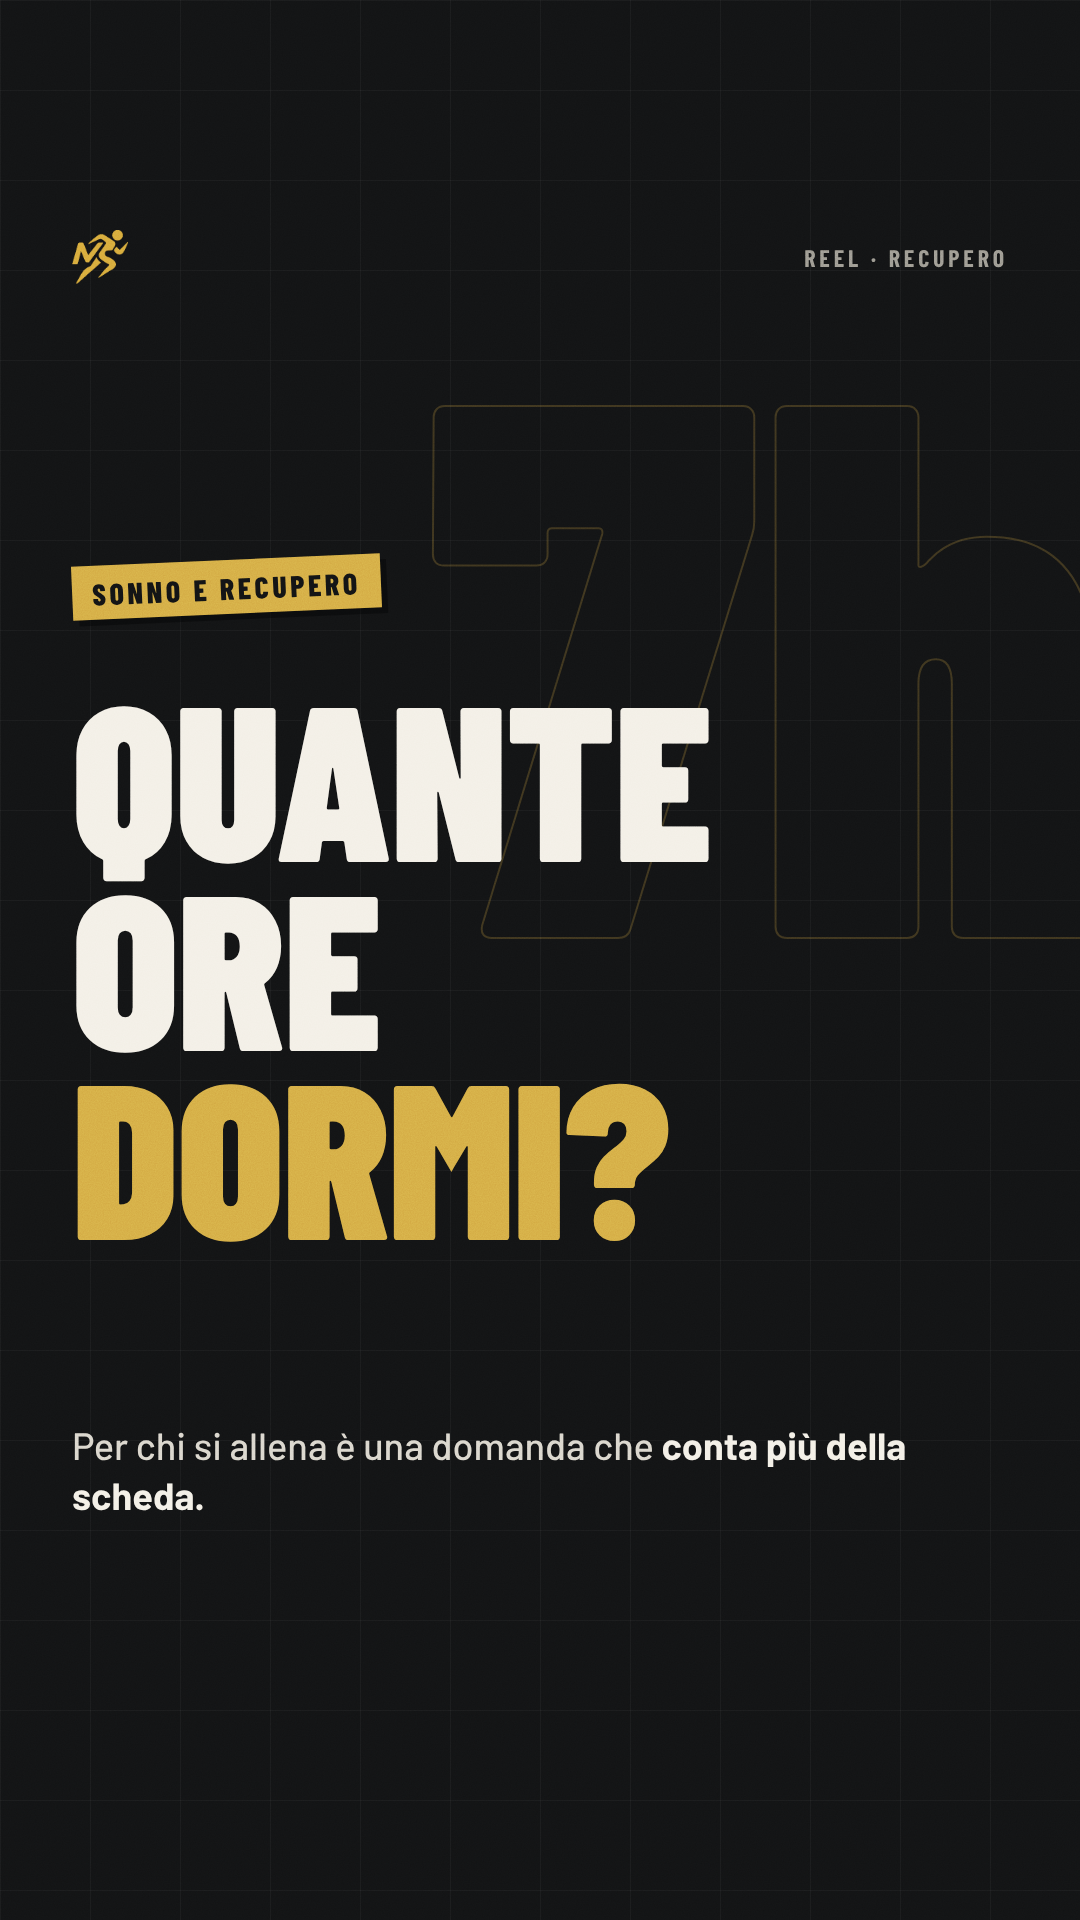 REEL · RECUPERO
7h
SONNO E RECUPERO
QUANTE
ORE
DORMI?
Per chi si allena è una domanda che conta più della
scheda.